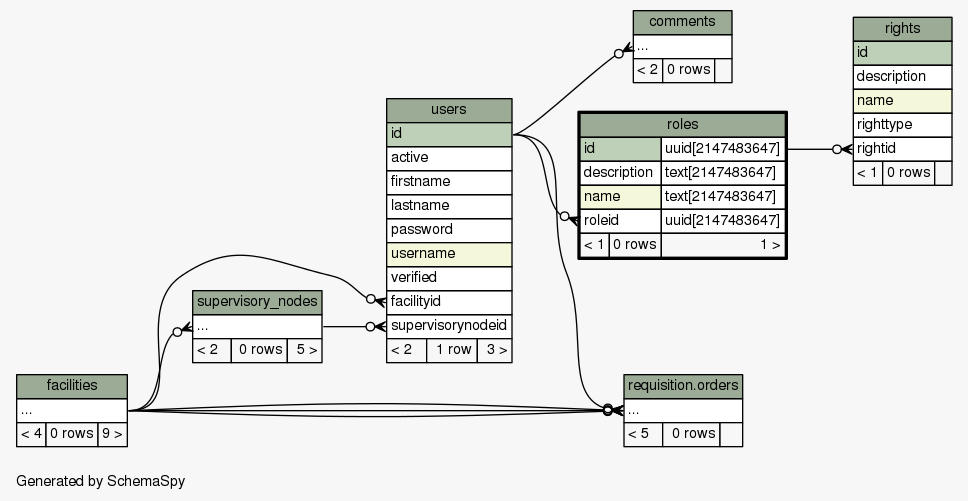 comments
...
< 2 0 rows
rights
id
description
name
righttype
rightid
< 1 0 rows
users
id
active
firstname
lastname
password
username
verified
facilityid
supervisorynodeid
< 2 1 row 3 >
roles
id uuid[2147483647]
description text[2147483647]
name text[2147483647]
roleid uuid[2147483647]
< 1 0 rows 1 >
supervisory_nodes
...
< 2 0 rows 5 >
facilities
...
< 4 0 rows 9 >
requisition.orders
...
< 5 0 rows
Generated by SchemaSpy